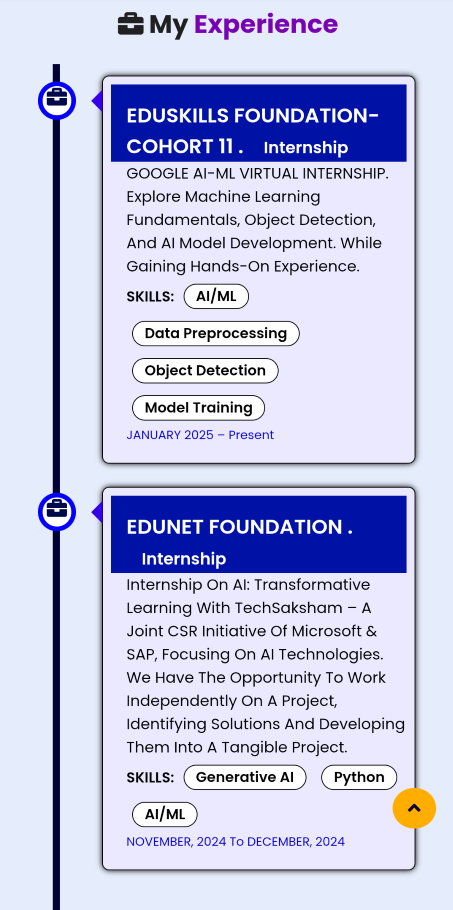 My Experience
EDUSKILLS FOUNDATION-
COHORT 11 . Internship
GOOGLE AI-ML VIRTUAL INTERNSHIP.
Explore Machine Learning
Fundamentals, Object Detection,
And AI Model Development. While
Gaining Hands-On Experience.
SKILLS: AI/ML
Data Preprocessing
Object Detection
Model Training
JANUARY 2025 – Present
EDUNET FOUNDATION .
Internship
Internship On AI: Transformative
Learning With TechSaksham – A
Joint CSR Initiative Of Microsoft &
SAP, Focusing On AI Technologies.
We Have The Opportunity To Work
Independently On A Project,
Identifying Solutions And Developing
Them Into A Tangible Project.
SKILLS: Generative AI Python
AI/ML
NOVEMBER, 2024 To DECEMBER, 2024